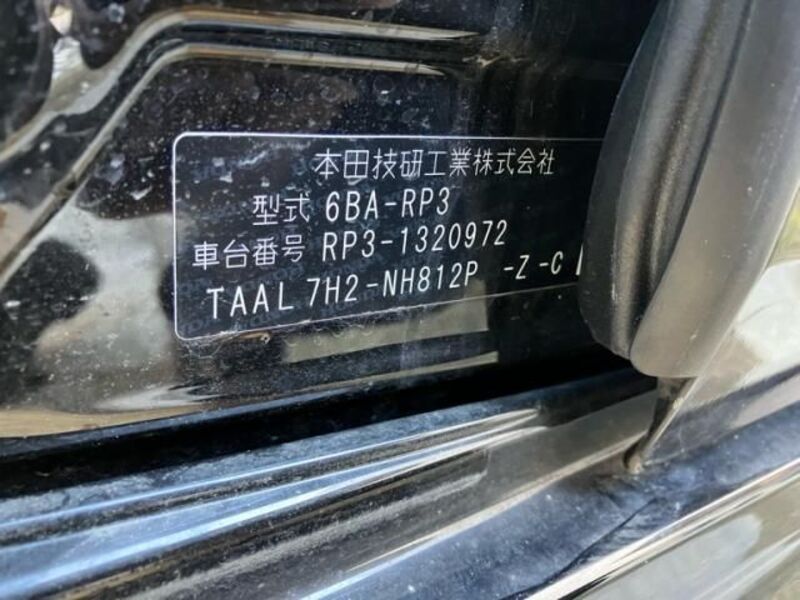 本田技研工業株式会社
型式 6BA-RP3
車台番号 RP3-1320972
TAAL 7H2-NH812P -Z -C